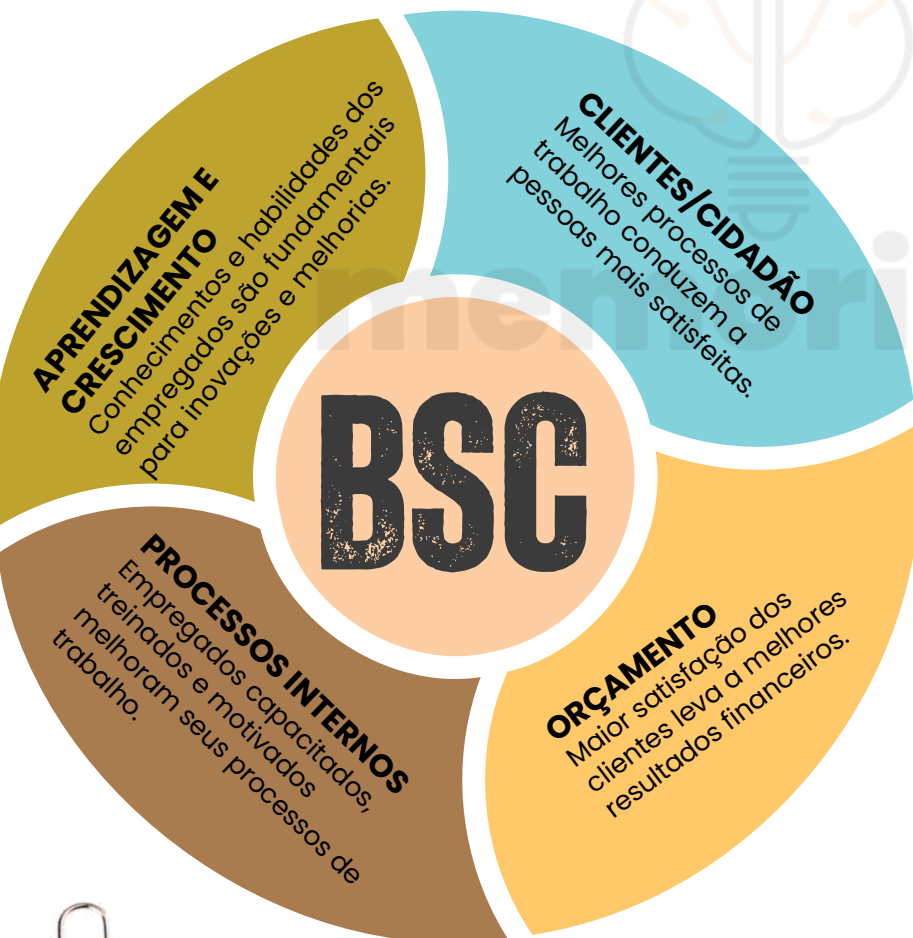 APRENDIZAGEM E
CRESCIMENTO
Conhecimentos e habilidades dos
empregados são fundamentais
para inovações e melhorias.
CLIENTES/CIDADÃO
Melhores processos de
trabalho conduzem a
pessoas mais satisfeitas.
memori
BSC
PROCESSOS INTERNOS
Empregados capacitados,
treinados e motivados
melhoram seus processos de
trabalho.
ORÇAMENTO
Maior satisfação dos
clientes leva a melhores
resultados financeiros.